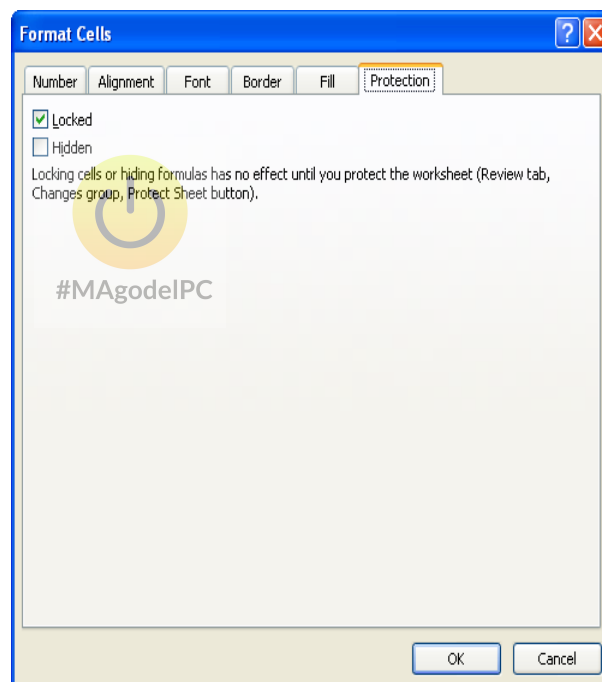 Format Cells
Number Alignment Font Border Fill Protection
Locked
Hidden
Locking cells or hiding formulas has no effect until you protect the worksheet (Review tab,
Changes group, Protect Sheet button).
#MAgodelPC
OK Cancel